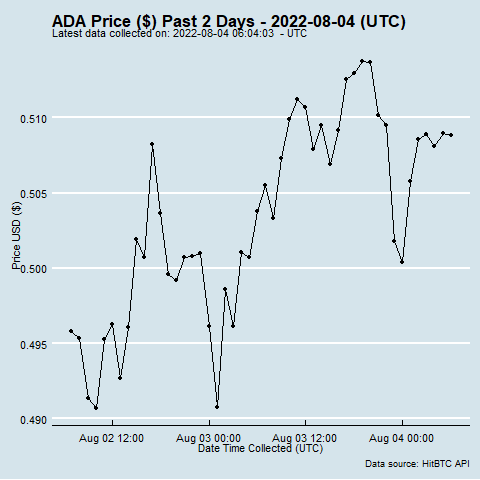 ADA Price ($) Past 2 Days - 2022-08-04 (UTC)
Latest data collected on: 2022-08-04 06:04:03  - UTC
0.510
0.505
0.500
0.495
0.490
Price USD ($)
Aug 02 12:00 Aug 03 00:00 Aug 03 12:00 Aug 04 00:00
Date Time Collected (UTC)
Data source: HitBTC API